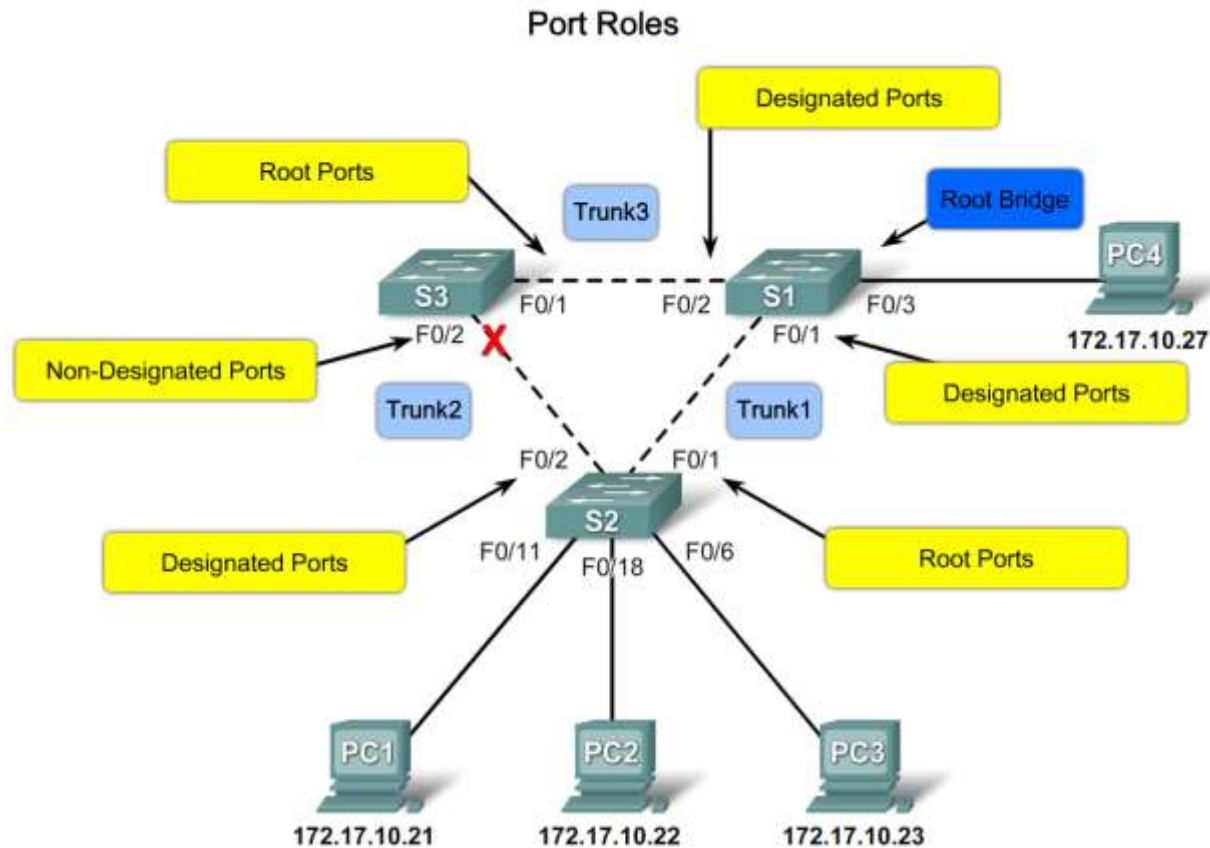 Port Roles
Designated Ports
Root Ports
Trunk3
Root Bridge
PC4
S3
F0/1
F0/2
S1
F0/3
F0/2
F0/1
172.17.10.27
Non-Designated Ports
Trunk2
Trunk1
Designated Ports
F0/2
F0/1
S2
Designated Ports
F0/11
F0/18
F0/6
Root Ports
PC1
PC2
PC3
172.17.10.21
172.17.10.22
172.17.10.23